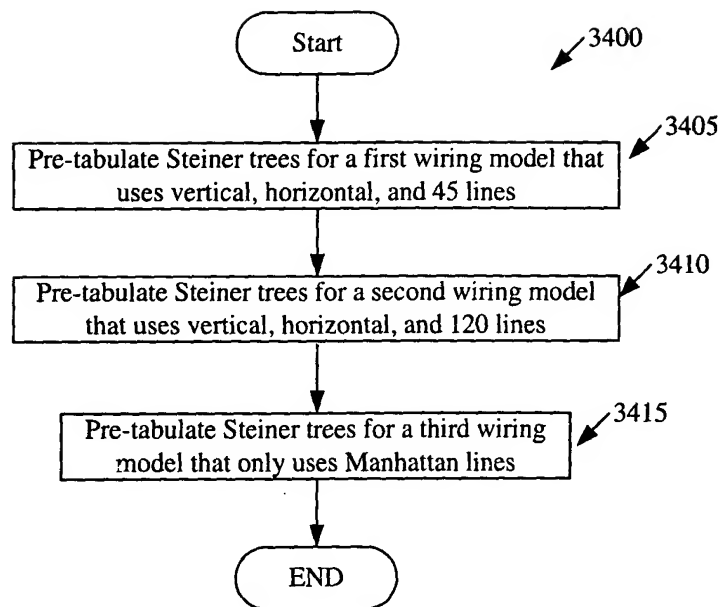 Start
3400
3405
Pre-tabulate Steiner trees for a first wiring model that
uses vertical, horizontal, and 45 lines
3410
Pre-tabulate Steiner trees for a second wiring model
that uses vertical, horizontal, and 120 lines
3415
Pre-tabulate Steiner trees for a third wiring
model that only uses Manhattan lines
END